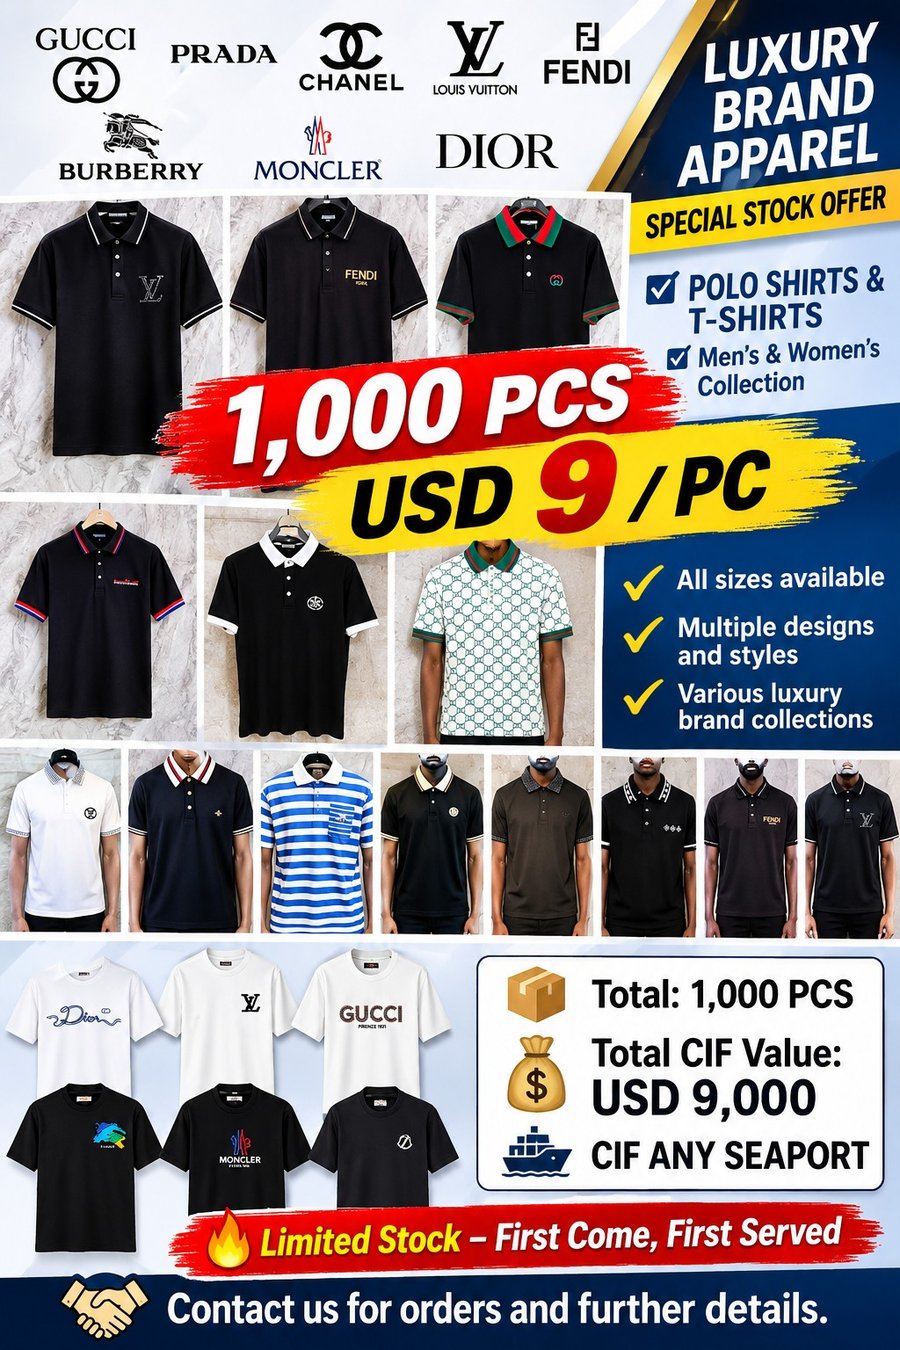 GUCCI
PRADA
CHANEL
LOUIS VUITTON
FENDI
BURBERRY
MONCLER
DIOR
LUXURY
BRAND
APPAREL
SPECIAL STOCK OFFER
POLO SHIRTS &
T-SHIRTS
Men's & Women's
Collection
FENDI
1,000 PCS
USD 9 / PC
All sizes available
Multiple designs
and styles
Various luxury
brand collections
FENDI
Dior
GUCCI
MONCLER
Total: 1,000 PCS
Total CIF Value:
USD 9,000
CIF ANY SEAPORT
Limited Stock – First Come, First Served
Contact us for orders and further details.